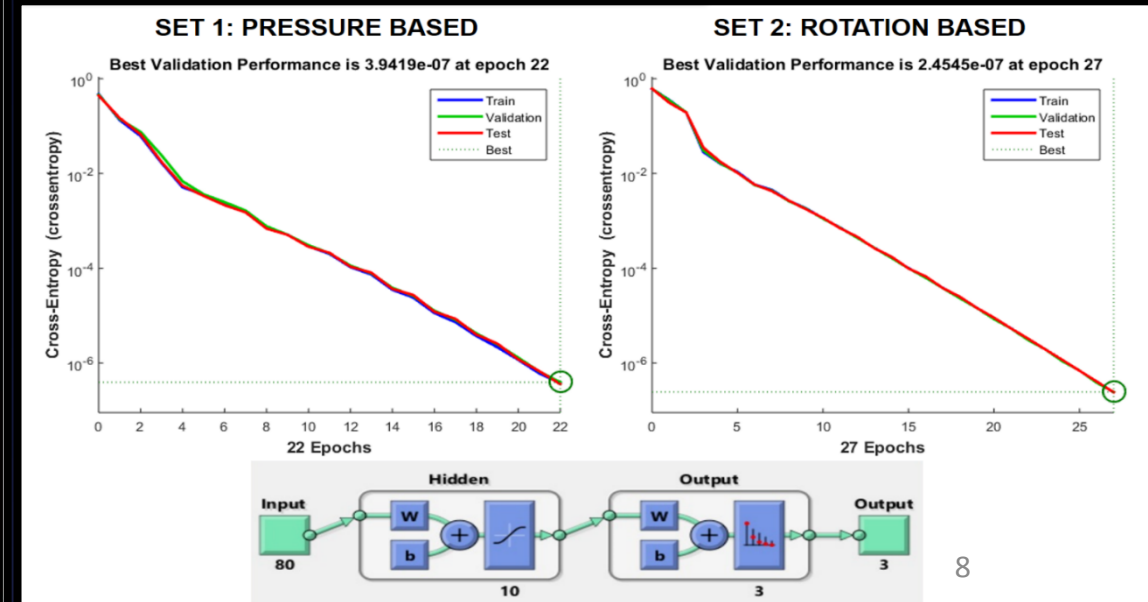 SET 1: PRESSURE BASED
Best Validation Performance is 3.9419e-07 at epoch 22
Cross-Entropy (crossentropy)
10^0
10^-2
10^-4
10^-6
Train
Validation
Test
Best
0 2 4 6 8 10 12 14 16 18 20 22
22 Epochs
SET 2: ROTATION BASED
Best Validation Performance is 2.4545e-07 at epoch 27
Cross-Entropy (crossentropy)
10^0
10^-2
10^-4
10^-6
Train
Validation
Test
Best
0 5 10 15 20 25
27 Epochs
Hidden
Output
Input
W
b
+
W
b
+
Output
80
10
3
3
8